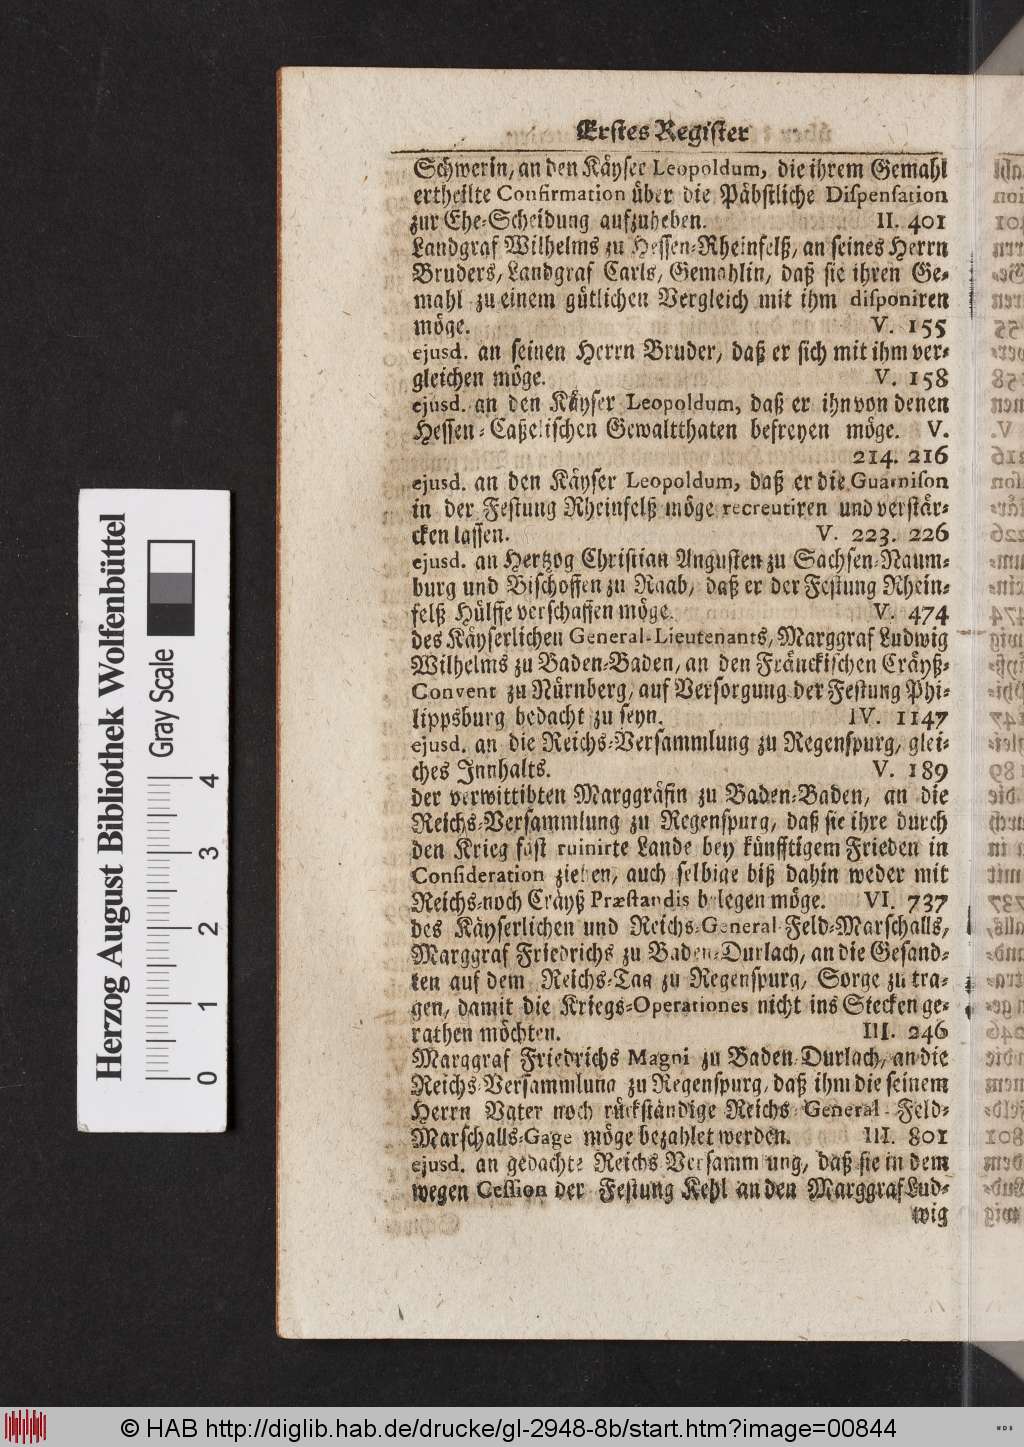 Erstes Register
Schwerin, an den Käyser Leopoldum, die ihrem Gemahl
ertheilte Confirmation über die Päbstliche Dispensation
zur Ehe-Scheidung aufzuheben. II. 401
Landgraf Wilhelms zu Hessen-Rheinfelß, an seines Herrn
Bruders, Landgraf Carls, Gemahlin, daß sie ihren Ge-
mahl zu einem gütlichen Vergleich mit ihm disponiren
möge. V. 155
ejusd. an seinen Herrn Bruder, daß er sich mit ihm ver-
gleichen möge. V. 158
ejusd. an den Käyser Leopoldum, daß er ihn von denen
Hessen-Caßelischen Gewaltthaten befreyen möge. V.
214. 216
ejusd. an den Käyser Leopoldum, daß er die Guarnison
in der Festung Rheinfelß möge recreutiren und verstär-
cken lassen. V. 223. 226
ejusd. an Hertzog Christian Augusten zu Sachsen-Naum-
burg und Bischoffen zu Raab, daß er der Festung Rhein-
felß Hülffe verschaffen möge. V. 474
des Käyserlichen General-Lieutenants, Marggraf Ludwig
Wilhelms zu Baden-Baden, an den Fränckischen Cräyß-
Convent zu Nürnberg, auf Versorgung der Festung Phi-
lippsburg bedacht zu seyn. IV. 1147
ejusd. an die Reichs-Versammlung zu Regenspurg, glei-
ches Innhalts. V. 189
der verwittibten Marggräfin zu Baden-Baden, an die
Reichs-Versammlung zu Regenspurg, daß sie ihre durch
den Krieg fast ruinirte Lande bey künfftigem Frieden in
Consideration ziehen, auch selbige biß dahin weder mit
Reichs-noch Cräyß Præstandis belegen möge. VI. 737
des Käyserlichen und Reichs-General-Feld-Marschalls,
Marggraf Friedrichs zu Baden-Durlach, an die Gesand-
ten auf dem Reichs-Tag zu Regenspurg, Sorge zu tra-
gen, damit die Kriegs-Operationes nicht ins Stecken ge-
rathen möchten. III. 246
Marggraf Friedrichs Magni zu Baden-Durlach, an die
Reichs-Versammlung zu Regenspurg, daß ihm die seinem
Herrn Vater noch rückständige Reichs-General-Feld-
Marschalls-Gage möge bezahlet werden. III. 801
ejusd. an gedachte Reichs Versammlung, daß sie in dem
wegen Cession der Festung Kehl an den Marggraf Lud-
wig
Herzog August Bibliothek Wolfenbüttel
Gray Scale
0 1 2 3 4
© HAB http://diglib.hab.de/drucke/gl-2948-8b/start.htm?image=00844